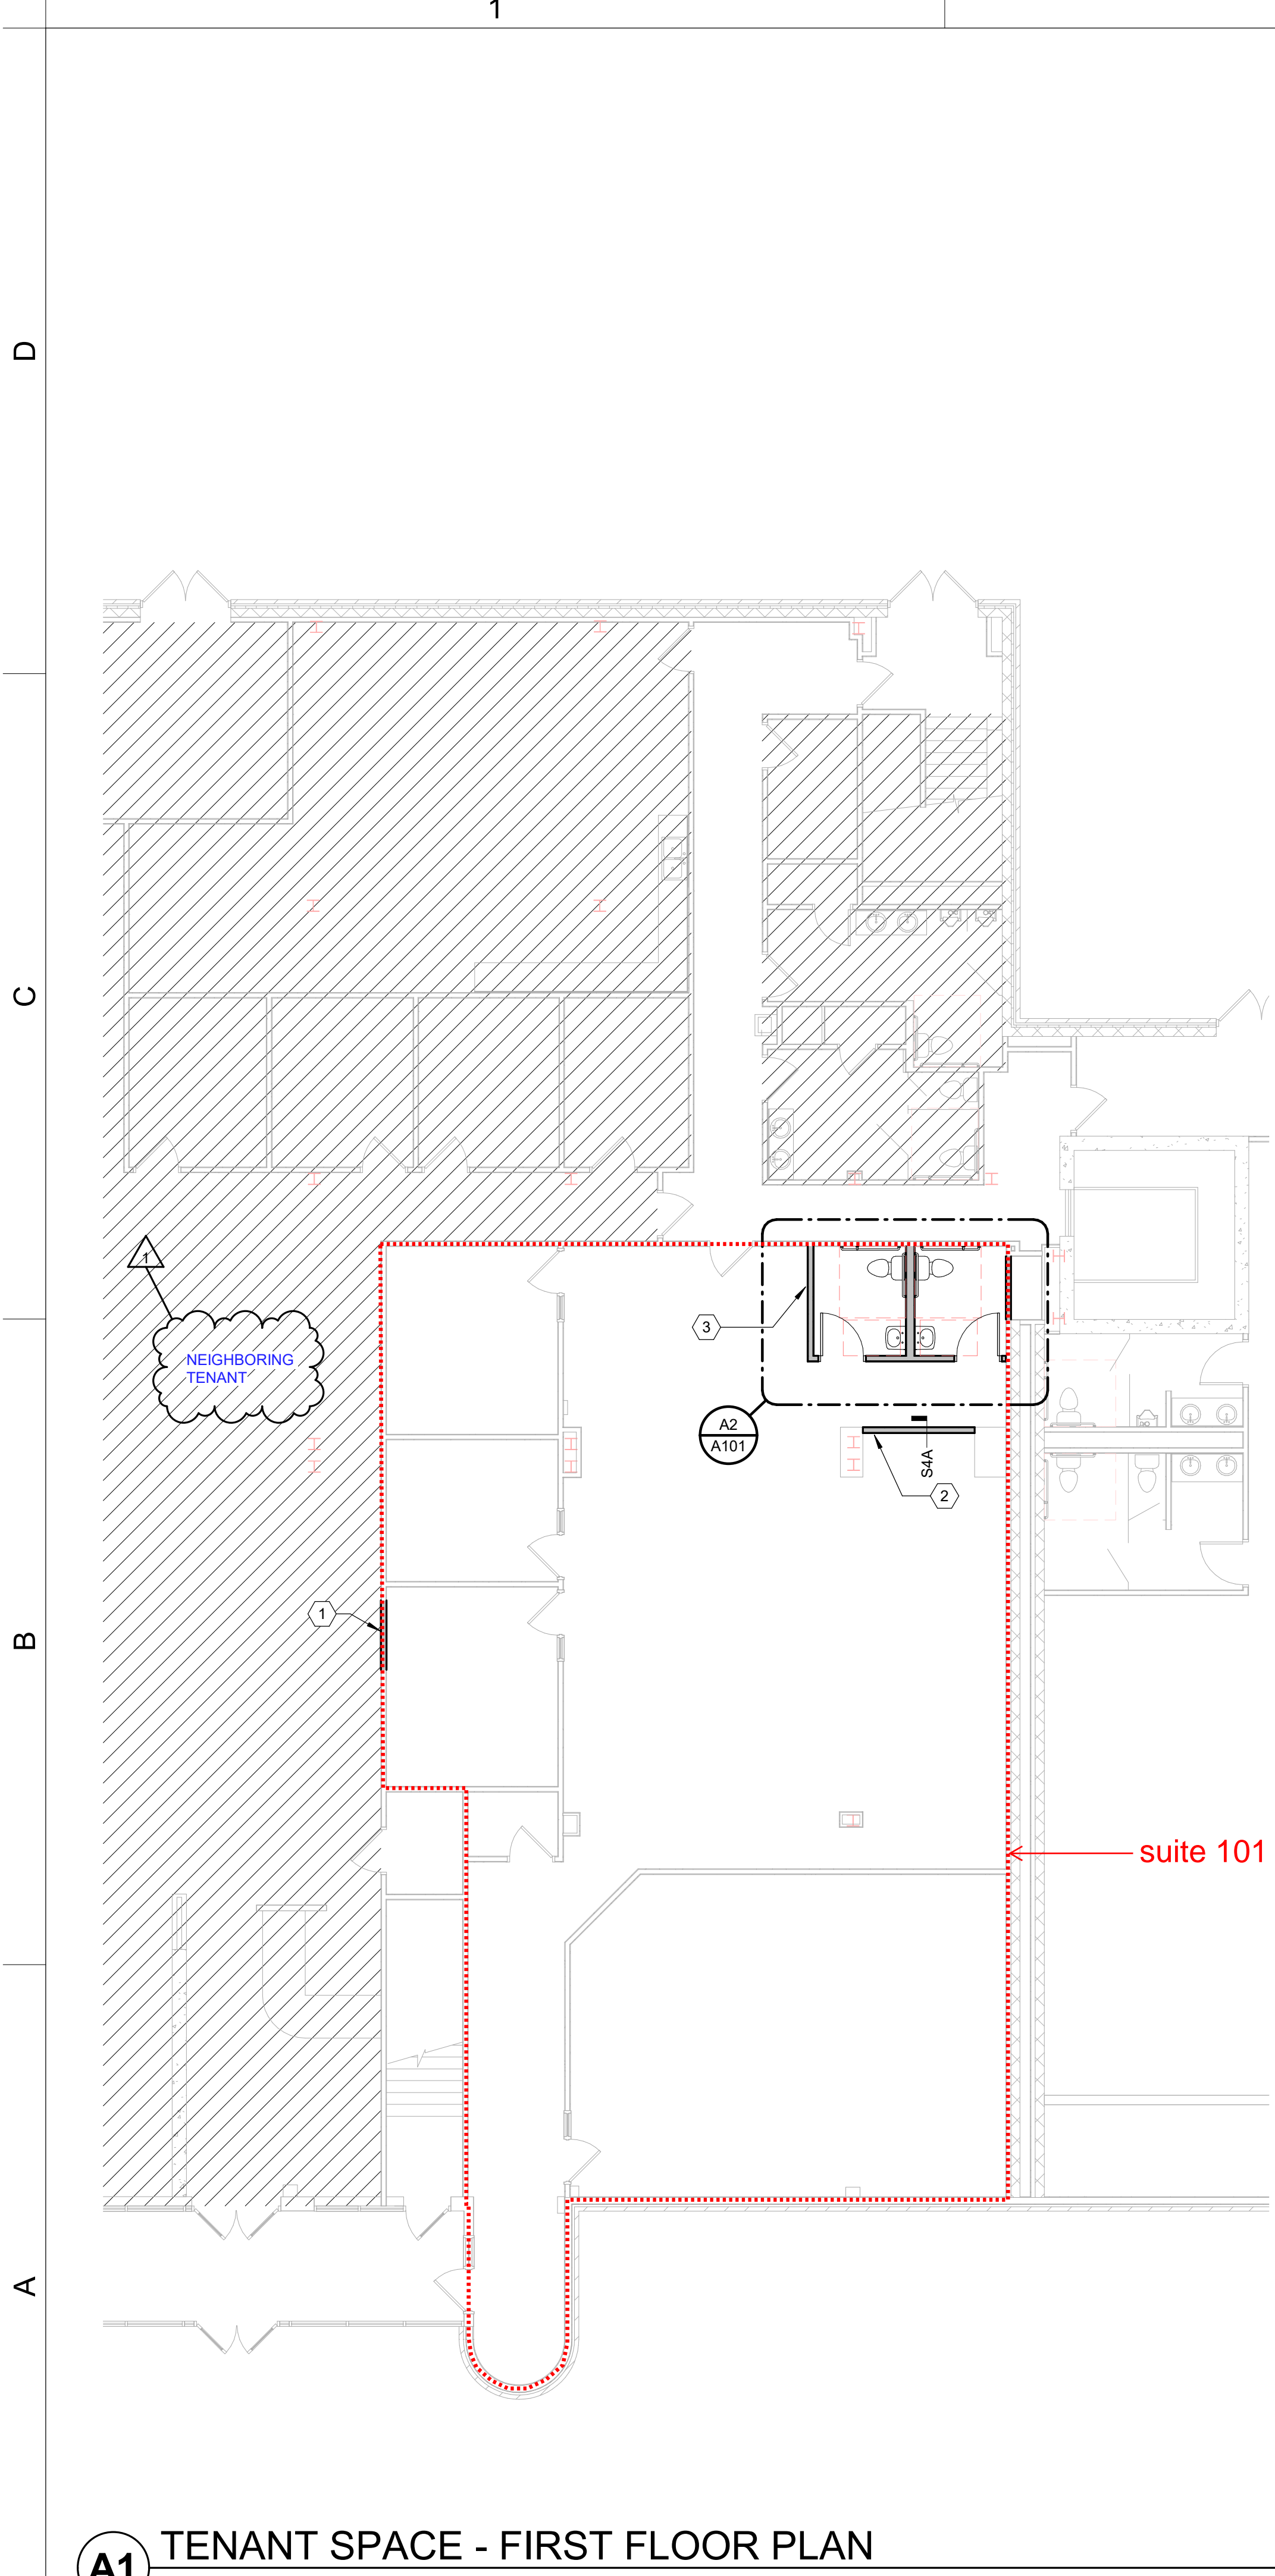 1
D
C
1
NEIGHBORING
TENANT
3
A2
A101
S4A
2
1
B
suite 101
A
TENANT SPACE - FIRST FLOOR PLAN
A1